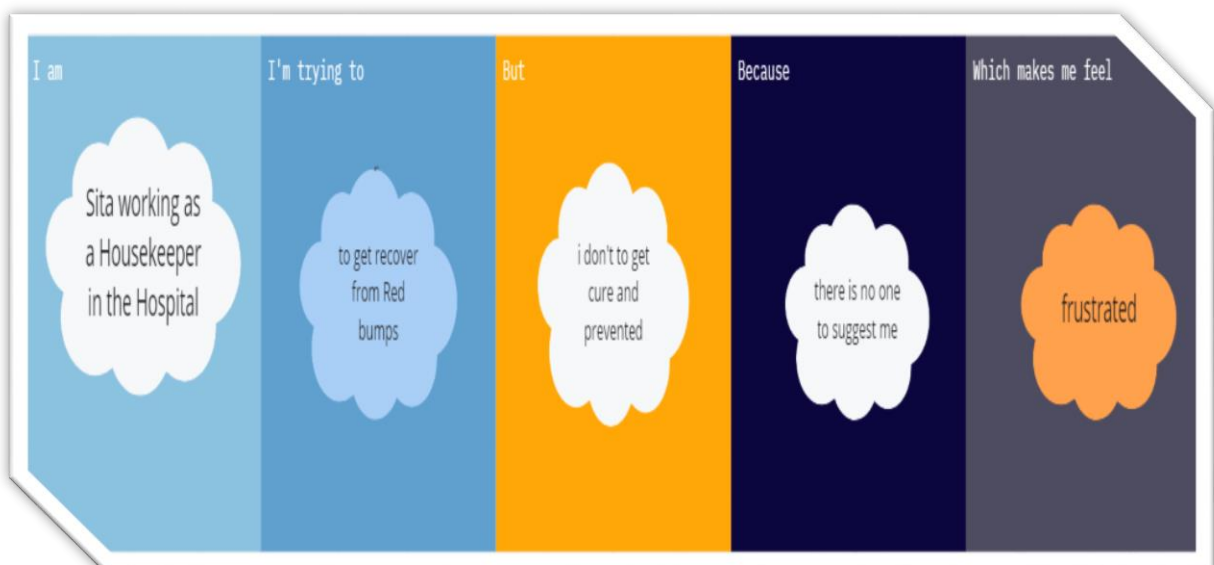 I am
Sita working as
a Housekeeper
in the Hospital
I'm trying to
to get recover
from Red
bumps
But
i don't to get
cure and
prevented
Because
there is no one
to suggest me
Which makes me feel
frustrated